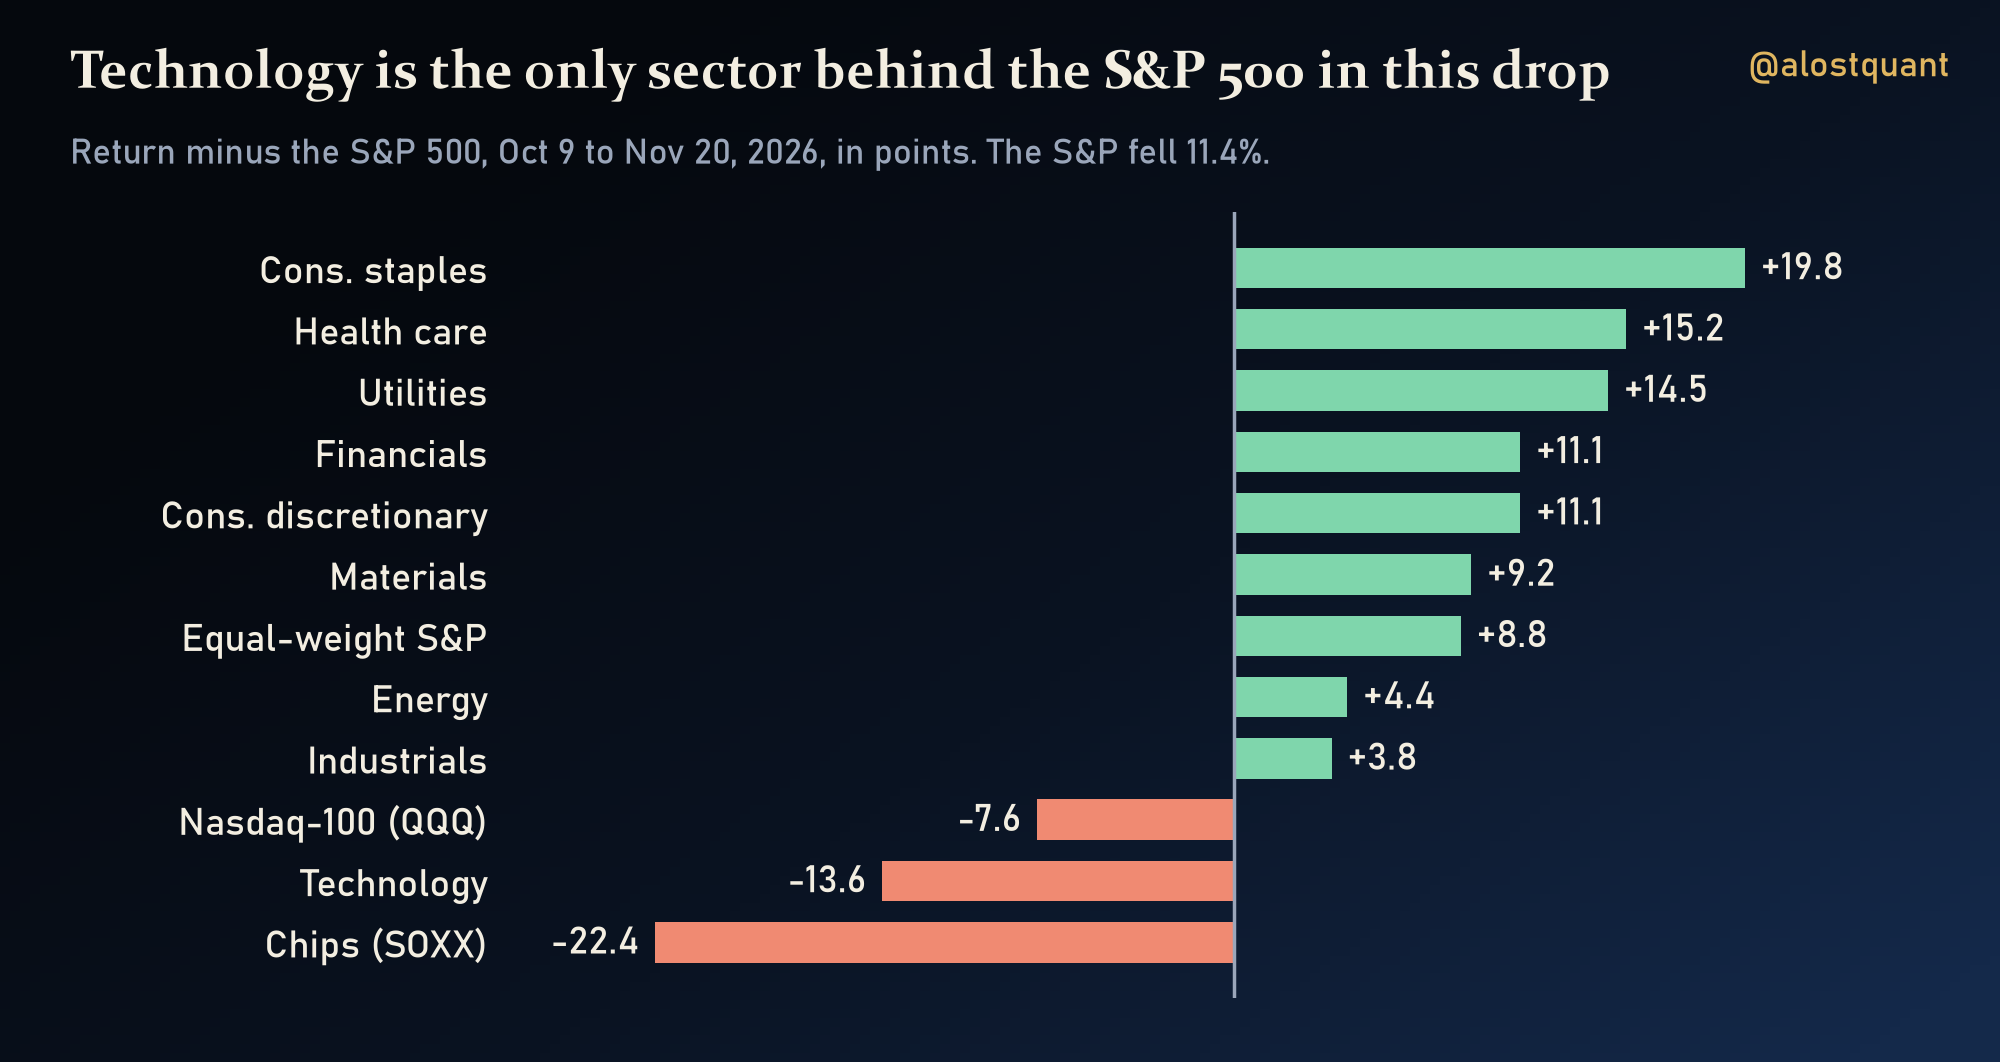 Technology is the only sector behind the S&P 500 in this drop
@alostquant
Return minus the S&P 500, Oct 9 to Nov 20, 2026, in points. The S&P fell 11.4%.
Cons. staples +19.8
Health care +15.2
Utilities +14.5
Financials +11.1
Cons. discretionary +11.1
Materials +9.2
Equal-weight S&P +8.8
Energy +4.4
Industrials +3.8
Nasdaq-100 (QQQ) -7.6
Technology -13.6
Chips (SOXX) -22.4